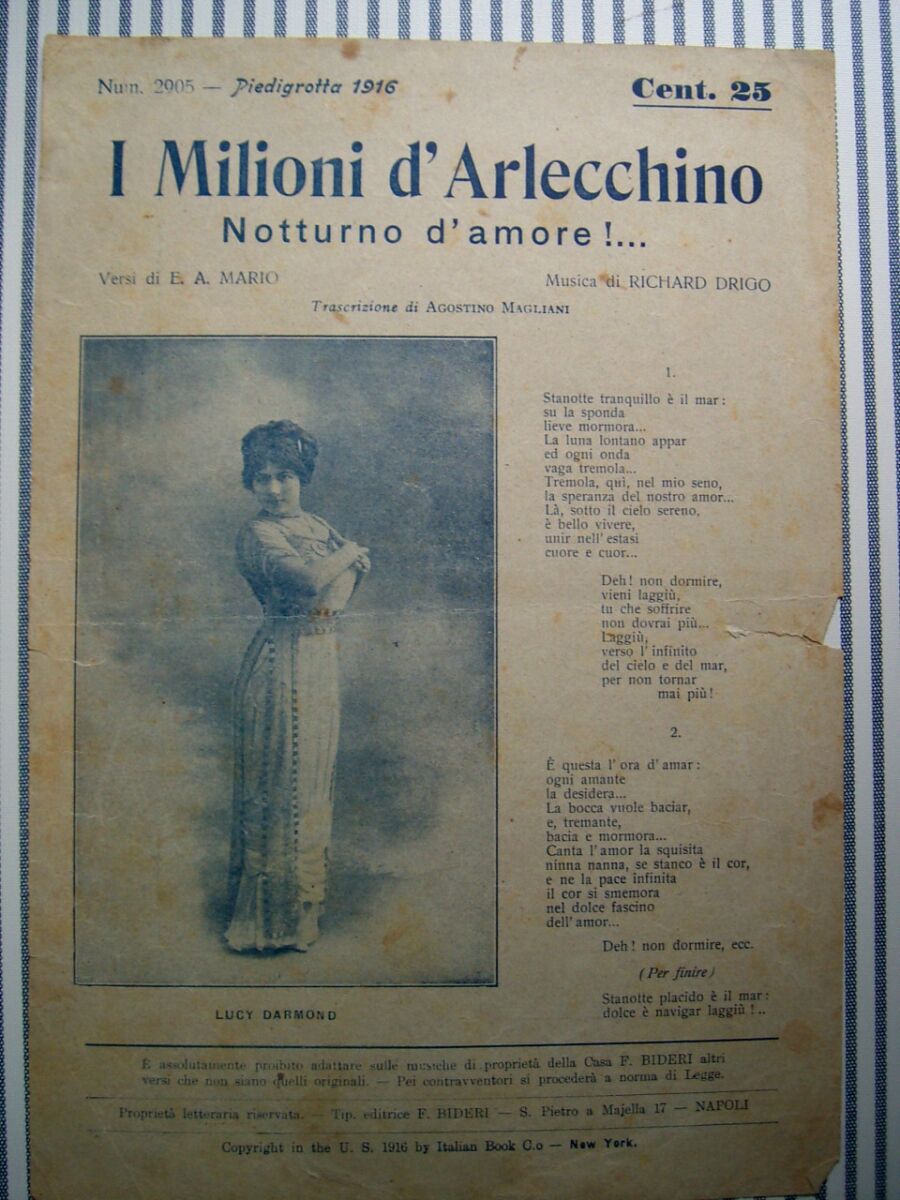 Num. 2905 — Piedigrotta 1916
Cent. 25
I Milioni d'Arlecchino
Notturno d'amore !...
Versi di E. A. MARIO
Musica di RICHARD DRIGO
Trascrizione di AGOSTINO MAGLIANI
1.
Stanotte tranquillo è il mar :
su la sponda
lieve mormora...
La luna lontano appar
ed ogni onda
vaga tremola...
Tremola, qui, nel mio seno,
la speranza del nostro amor...
Là, sotto il cielo sereno,
è bello vivere,
unir nell' estasi
cuore e cuor...
Deh ! non dormire,
vieni laggiù,
tu che soffrire
non dovrai più...
Laggiù,
verso l' infinito
del cielo e del mar,
per non tornar
mai più !
2.
È questa l' ora d' amar :
ogni amante
la desidera...
La bocca vuole baciar,
e, tremante,
bacia e mormora...
Canta l' amor la squisita
ninna nanna, se stanco è il cor,
e ne la pace infinita
il cor si smemora
nel dolce fascino
dell' amor...
Deh ! non dormire, ecc.
(Per finire)
Stanotte placido è il mar :
dolce è navigar laggiù !..
LUCY DARMOND
È assolutamente proibito adattare sulle musiche di proprietà della Casa F. BIDERI altri
versi che non siano quelli originali. — Pei contravventori si procederà a norma di Legge.
Proprietà letteraria riservata. — Tip. editrice F. BIDERI — S. Pietro a Majella 17 — NAPOLI
Copyright in the U. S. 1916 by Italian Book C.o — New York.